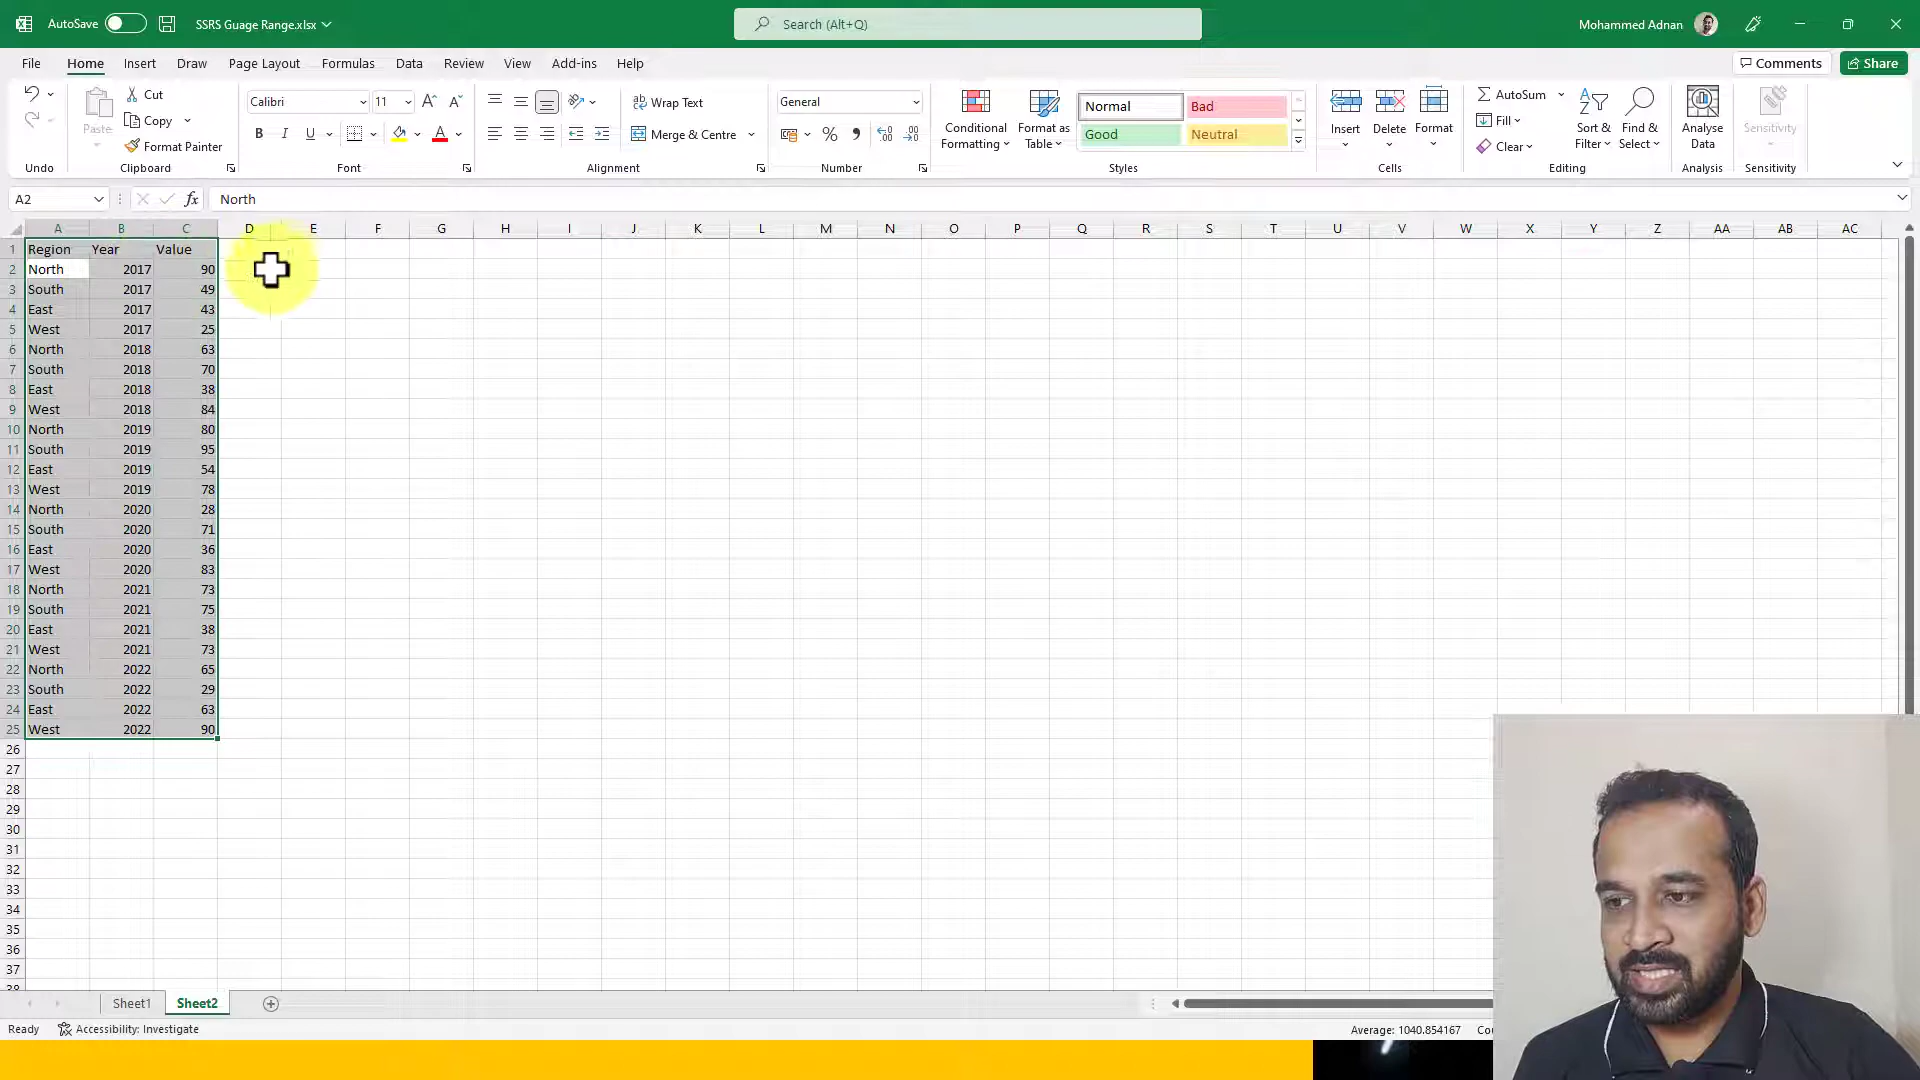 AutoSave
SSRS Guage Range.xlsx
Search (Alt+Q)
Mohammed Adnan
File Home Insert Draw Page Layout Formulas Data Review View Add-ins Help
Comments Share
Cut
Copy
Format Painter
Paste
Calibri 11
B I U
Wrap Text
Merge & Centre
General
Conditional Formatting
Format as Table
Normal Bad
Good Neutral
Insert Delete Format
AutoSum
Fill
Clear
Sort & Filter
Find & Select
Analyse Data
Sensitivity
Undo Clipboard Font Alignment Number Styles Cells Editing Analysis Sensitivity
A2 fx North
A B C D E F G H I J K L M N O P Q R S T U V W X Y Z AA AB AC
1 Region Year Value
2 North 2017 90
3 South 2017 49
4 East 2017 43
5 West 2017 25
6 North 2018 63
7 South 2018 70
8 East 2018 38
9 West 2018 84
10 North 2019 80
11 South 2019 95
12 East 2019 54
13 West 2019 78
14 North 2020 28
15 South 2020 71
16 East 2020 36
17 West 2020 83
18 North 2021 73
19 South 2021 75
20 East 2021 38
21 West 2021 73
22 North 2022 65
23 South 2022 29
24 East 2022 63
25 West 2022 90
26
27
28
29
30
31
32
33
34
35
36
37
38
Sheet1 Sheet2
Ready Accessibility: Investigate Average: 1040.854167